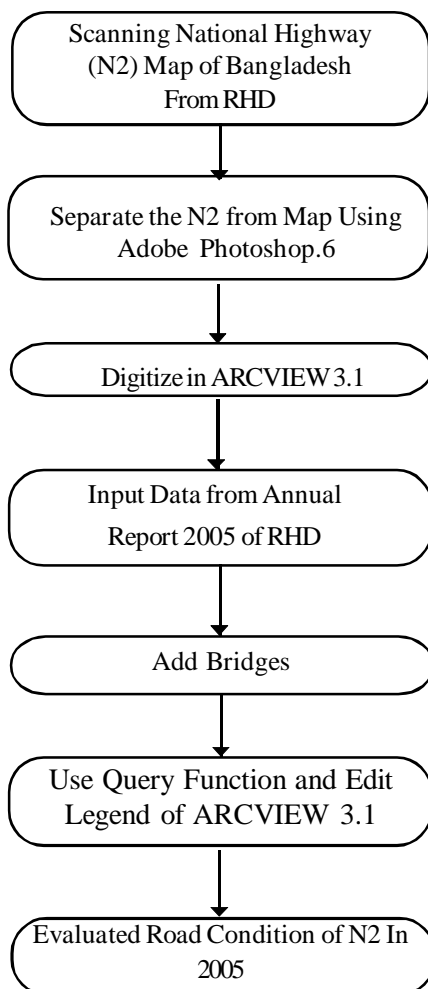 Scanning National Highway
(N2) Map of Bangladesh
From RHD
Separate the N2 from Map Using
Adobe Photoshop.6
Digitize in ARCVIEW 3.1
Input Data from Annual
Report 2005 of RHD
Add Bridges
Use Query Function and Edit
Legend of ARCVIEW 3.1
Evaluated Road Condition of N2 In
2005